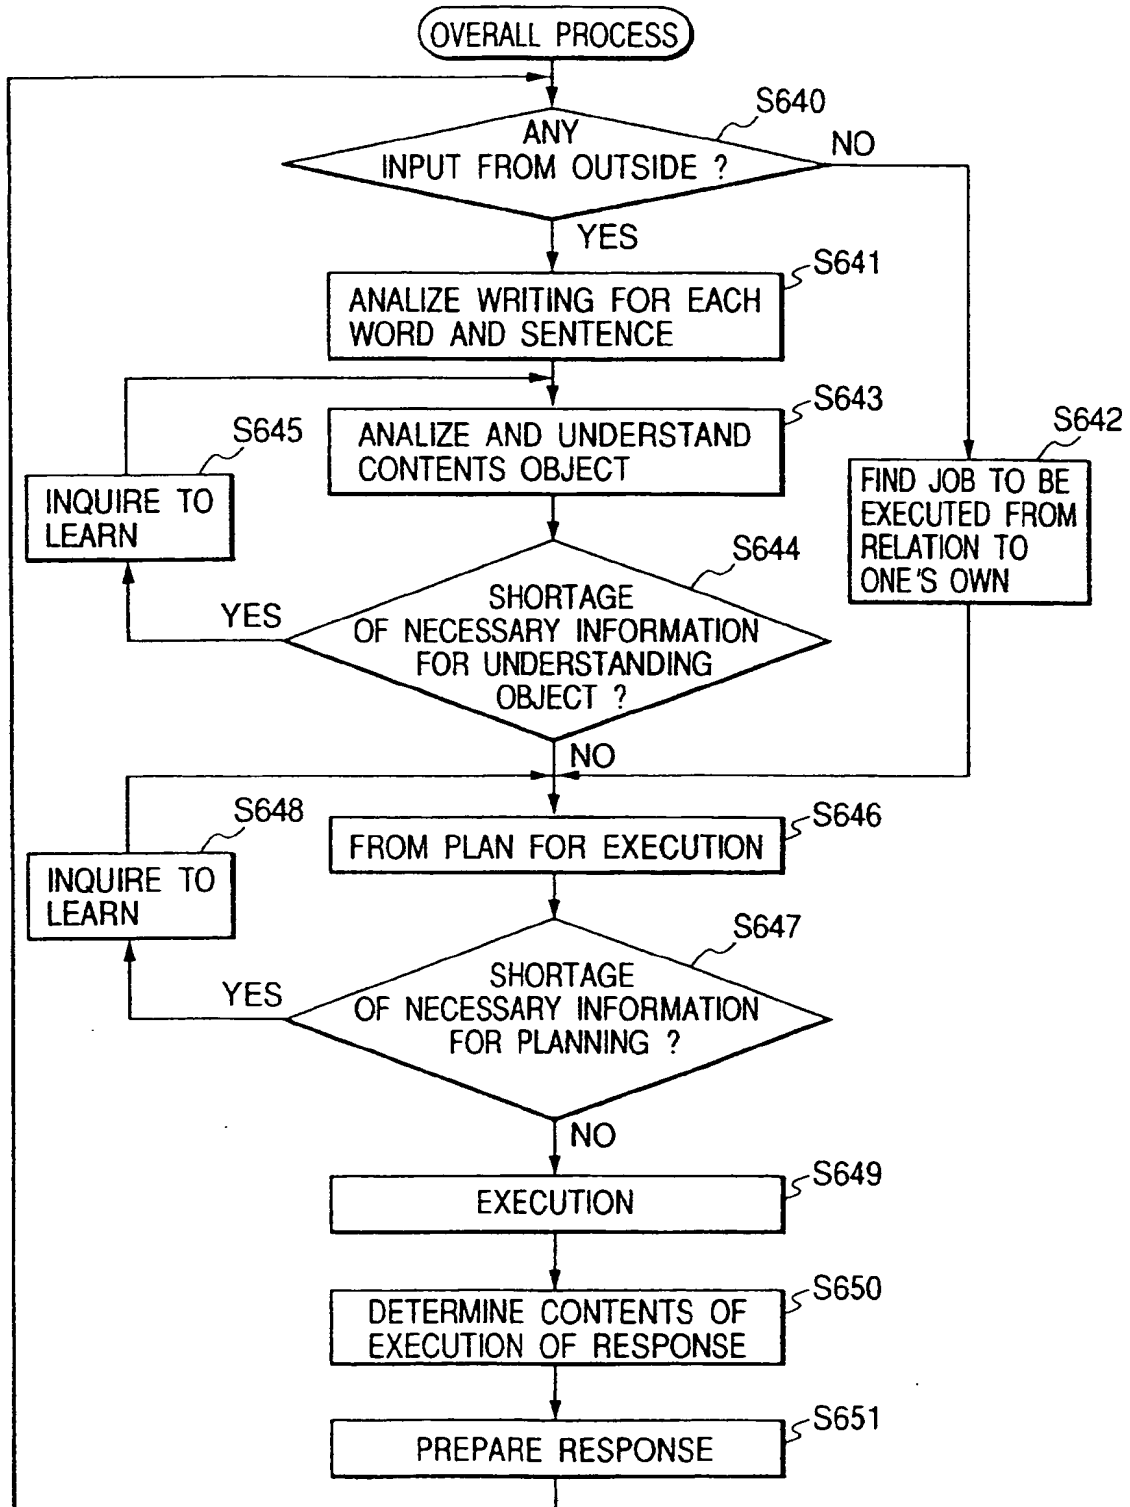 OVERALL PROCESS
S640
ANY
INPUT FROM OUTSIDE ?
NO
YES
S641
ANALIZE WRITING FOR EACH
WORD AND SENTENCE
S643
ANALIZE AND UNDERSTAND
CONTENTS OBJECT
S645
INQUIRE TO
LEARN
S642
FIND JOB TO BE
EXECUTED FROM
RELATION TO
ONE'S OWN
S644
SHORTAGE
OF NECESSARY INFORMATION
FOR UNDERSTANDING
OBJECT ?
YES
NO
S646
FROM PLAN FOR EXECUTION
S648
INQUIRE TO
LEARN
S647
SHORTAGE
OF NECESSARY INFORMATION
FOR PLANNING ?
YES
NO
S649
EXECUTION
S650
DETERMINE CONTENTS OF
EXECUTION OF RESPONSE
S651
PREPARE RESPONSE